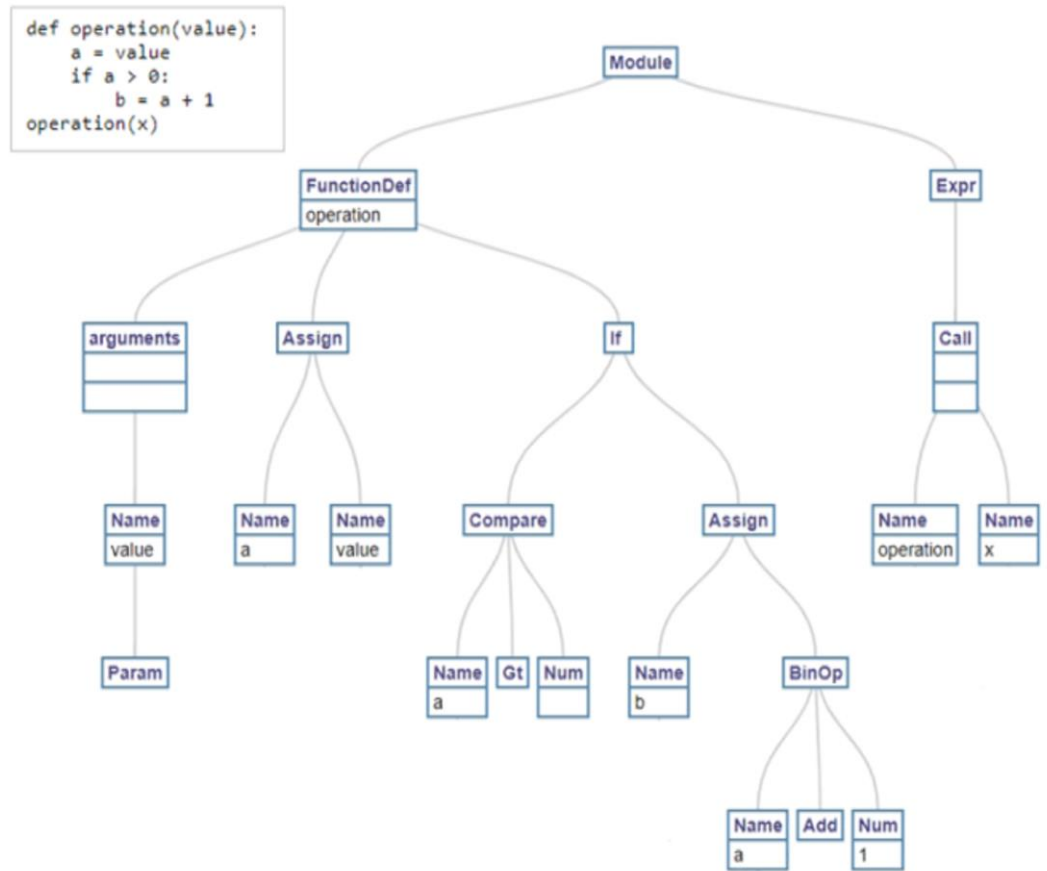 def operation(value):
    a = value
    if a > 0:
        b = a + 1
operation(x)
Module
FunctionDef
operation
Expr
arguments
Assign
If
Call
Name
value
Name
a
Name
value
Compare
Assign
Name
operation
Name
x
Param
Name
a
Gt
Num
Name
b
BinOp
Name
a
Add
Num
1